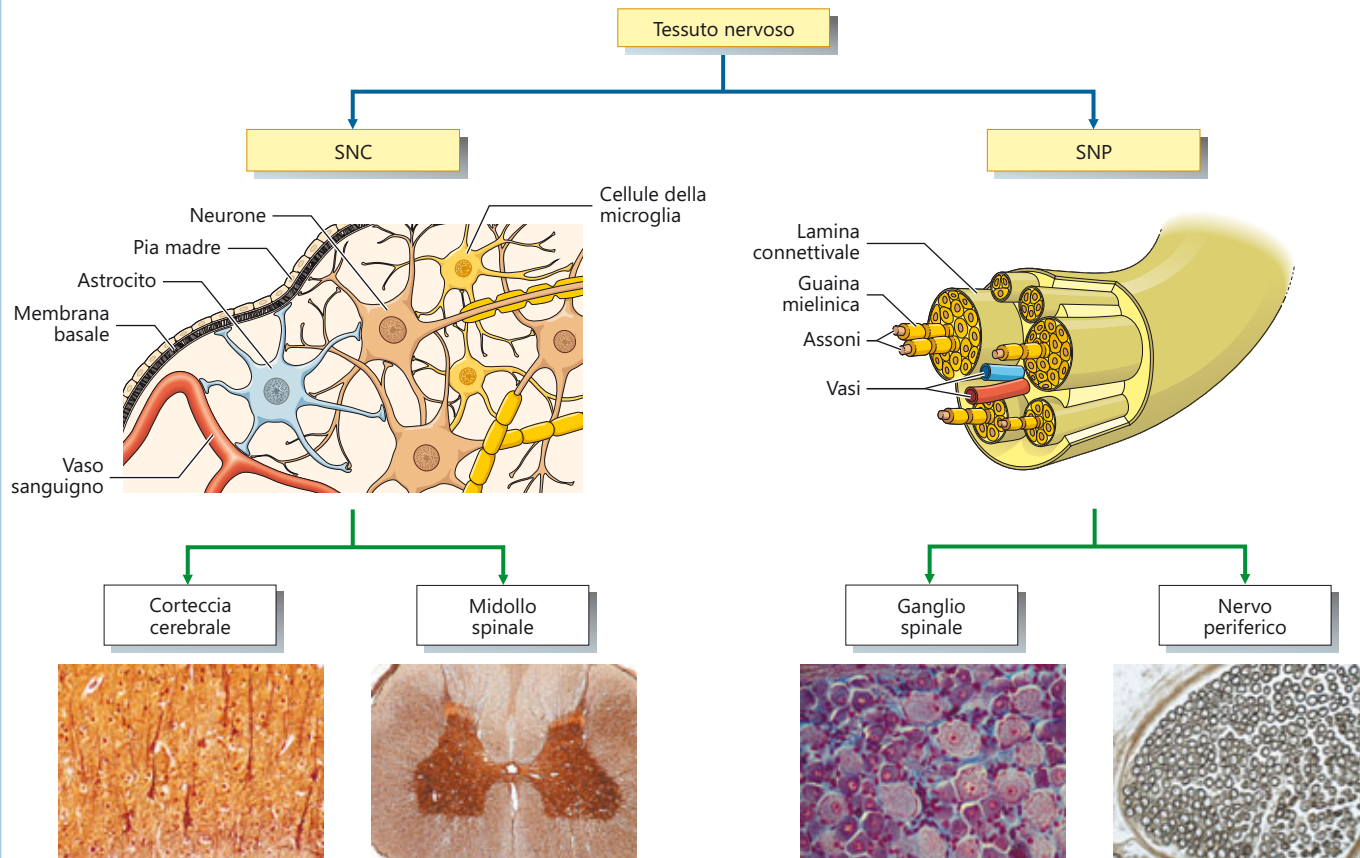 Tessuto nervoso
SNC
SNP
Neurone
Pia madre
Astrocito
Membrana
basale
Vaso
sanguigno
Cellule della
microglia
Lamina
connettivale
Guaina
mielinica
Assoni
Vasi
Corteccia
cerebrale
Midollo
spinale
Ganglio
spinale
Nervo
periferico